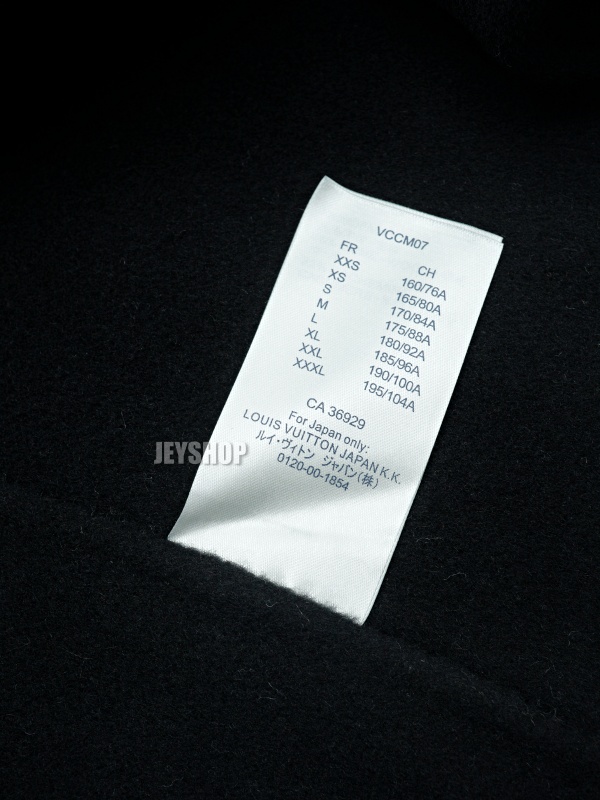 VCCM07
FR CH
XXS 160/76A
XS 165/80A
S 170/84A
M 175/88A
L 180/92A
XL 185/96A
XXL 190/100A
XXXL 195/104A
CA 36929
For Japan only:
LOUIS VUITTON JAPAN K.K.
ルイ・ヴィトン ジャパン(株)
0120-00-1854
JEYSHOP